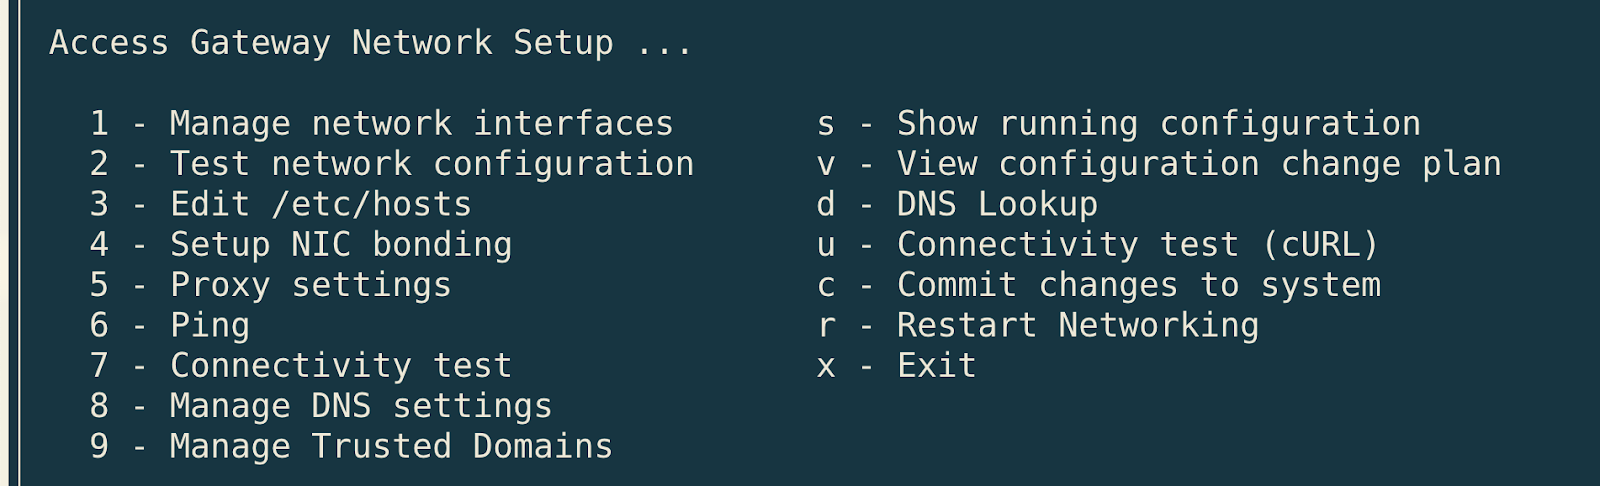 Access Gateway Network Setup ...
1 - Manage network interfaces s - Show running configuration
2 - Test network configuration v - View configuration change plan
3 - Edit /etc/hosts d - DNS Lookup
4 - Setup NIC bonding u - Connectivity test (cURL)
5 - Proxy settings c - Commit changes to system
6 - Ping r - Restart Networking
7 - Connectivity test x - Exit
8 - Manage DNS settings
9 - Manage Trusted Domains